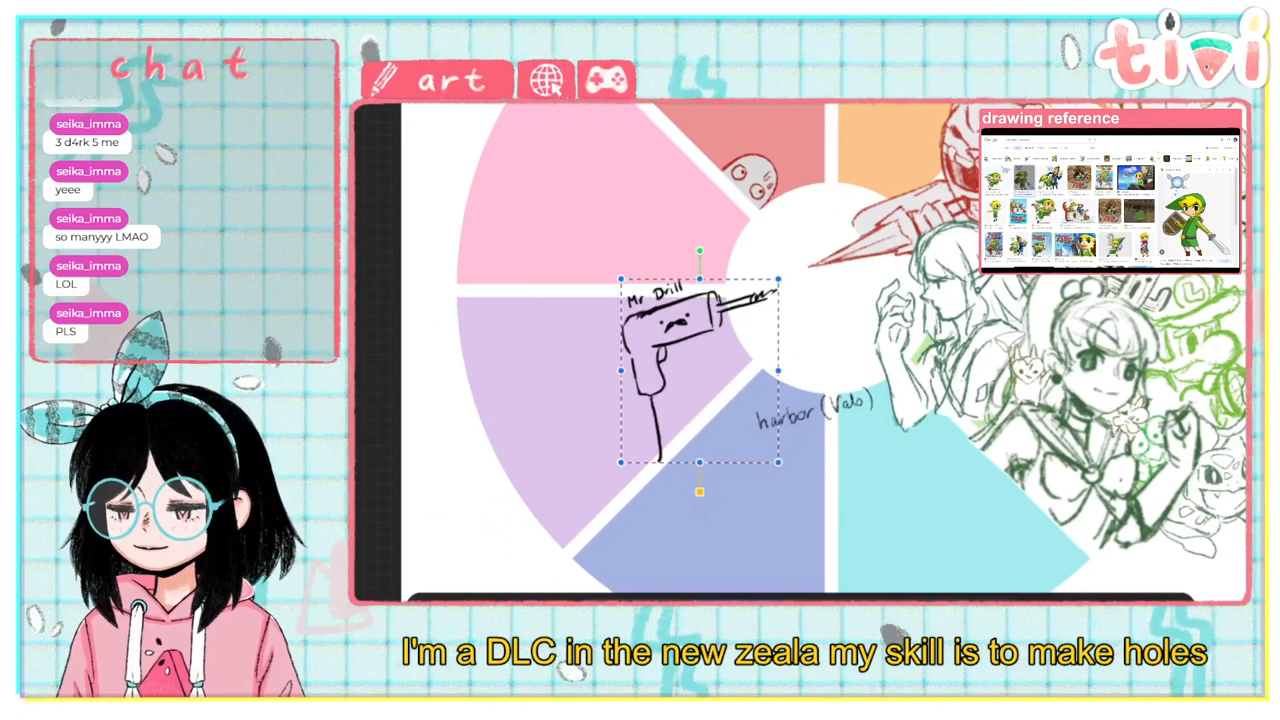 chat
tivi
art
drawing reference
seika_imma
3 d4rk 5 me
seika_imma
yeee
seika_imma
so manyyy LMAO
seika_imma
LOL
seika_imma
PLS
Mr Drill
harbor (Valo)
I'm a DLC in the new zeala my skill is to make holes